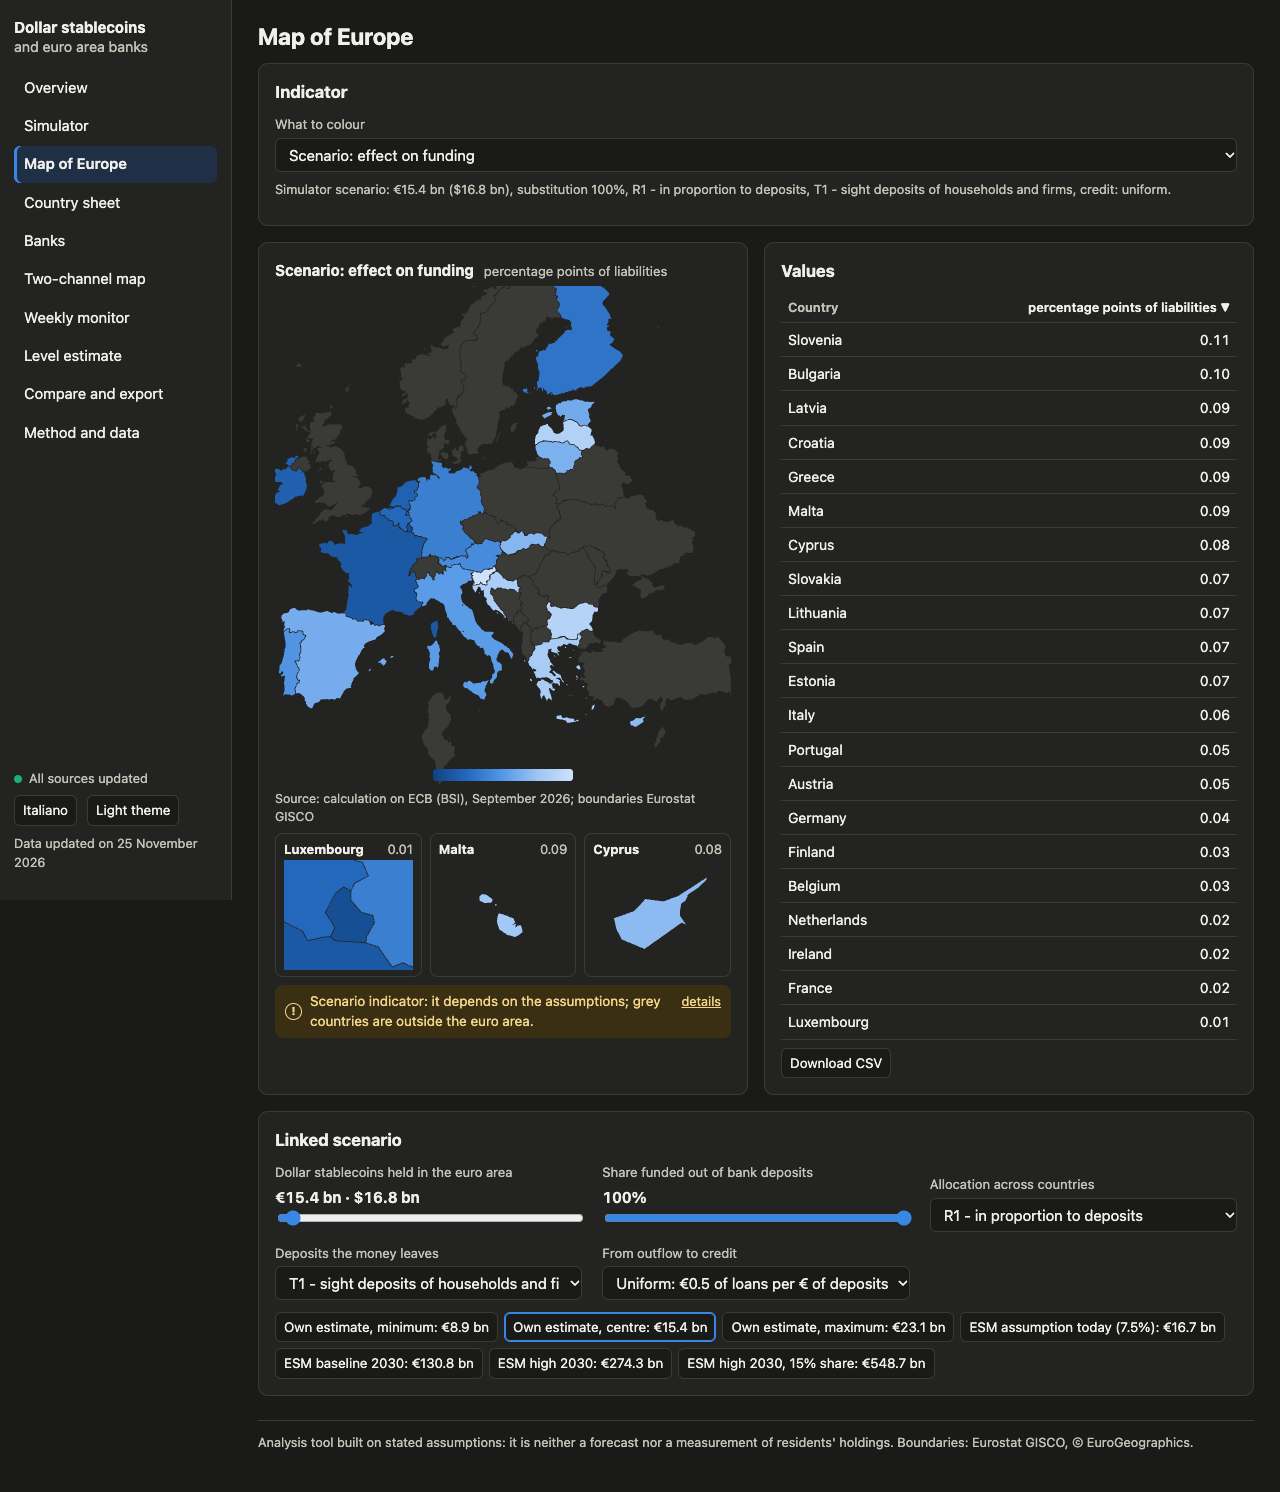 Dollar stablecoins
and euro area banks
Overview
Simulator
Map of Europe
Country sheet
Banks
Two-channel map
Weekly monitor
Level estimate
Compare and export
Method and data
All sources updated
Italiano
Light theme
Data updated on 25 November
2026
Map of Europe
Indicator
What to colour
Scenario: effect on funding
Simulator scenario: €15.4 bn ($16.8 bn), substitution 100%, R1 - in proportion to deposits, T1 - sight deposits of households and firms, credit: uniform.
Scenario: effect on funding percentage points of liabilities
Source: calculation on ECB (BSI), September 2026; boundaries Eurostat
GISCO
Luxembourg 0.01
Malta 0.09
Cyprus 0.08
Scenario indicator: it depends on the assumptions; grey
countries are outside the euro area.
details
Values
Country percentage points of liabilities ▼
Slovenia 0.11
Bulgaria 0.10
Latvia 0.09
Croatia 0.09
Greece 0.09
Malta 0.09
Cyprus 0.08
Slovakia 0.07
Lithuania 0.07
Spain 0.07
Estonia 0.07
Italy 0.06
Portugal 0.05
Austria 0.05
Germany 0.04
Finland 0.03
Belgium 0.03
Netherlands 0.02
Ireland 0.02
France 0.02
Luxembourg 0.01
Download CSV
Linked scenario
Dollar stablecoins held in the euro area
€15.4 bn · $16.8 bn
Share funded out of bank deposits
100%
Allocation across countries
R1 - in proportion to deposits
Deposits the money leaves
T1 - sight deposits of households and fi
From outflow to credit
Uniform: €0.5 of loans per € of deposits
Own estimate, minimum: €8.9 bn
Own estimate, centre: €15.4 bn
Own estimate, maximum: €23.1 bn
ESM assumption today (7.5%): €16.7 bn
ESM baseline 2030: €130.8 bn
ESM high 2030: €274.3 bn
ESM high 2030, 15% share: €548.7 bn
Analysis tool built on stated assumptions: it is neither a forecast nor a measurement of residents' holdings. Boundaries: Eurostat GISCO, © EuroGeographics.